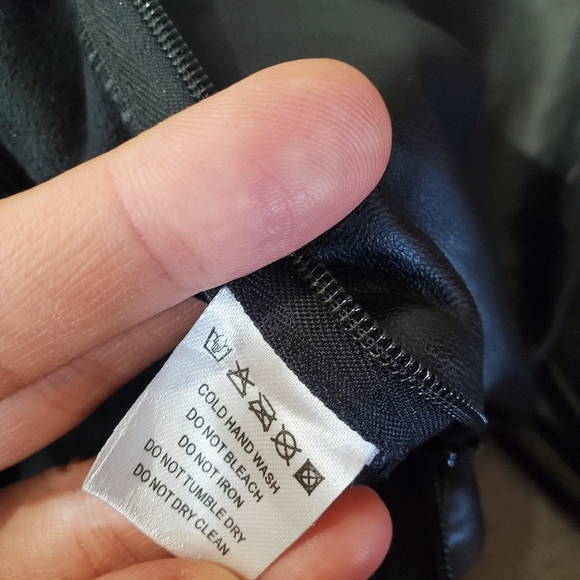 COLD HAND WASH
DO NOT BLEACH
DO NOT IRON
DO NOT TUMBLE DRY
DO NOT DRY CLEAN